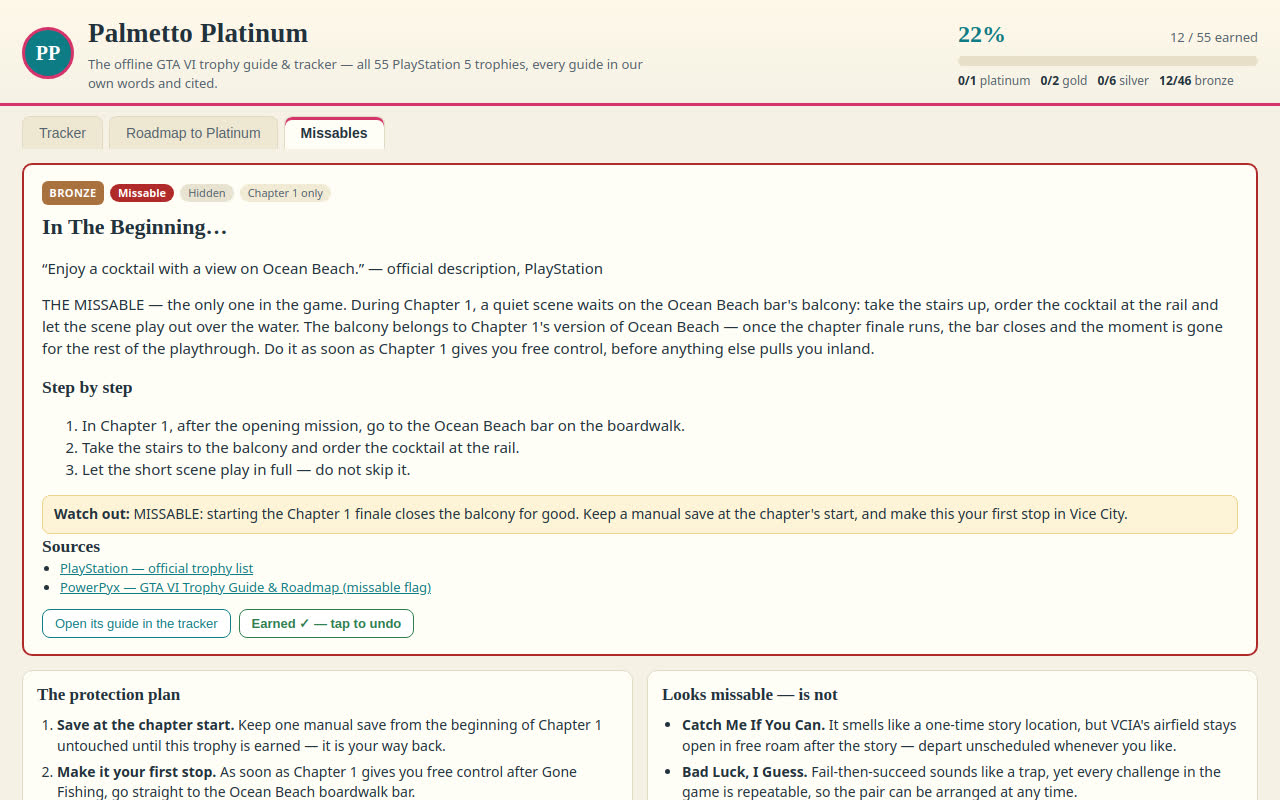 PP
Palmetto Platinum
The offline GTA VI trophy guide & tracker — all 55 PlayStation 5 trophies, every guide in our
own words and cited.
22%
12 / 55 earned
0/1 platinum 0/2 gold 0/6 silver 12/46 bronze
Tracker
Roadmap to Platinum
Missables
BRONZE Missable Hidden Chapter 1 only
In The Beginning…
“Enjoy a cocktail with a view on Ocean Beach.” — official description, PlayStation
THE MISSABLE — the only one in the game. During Chapter 1, a quiet scene waits on the Ocean Beach bar's balcony: take the stairs up, order the cocktail at the rail and
let the scene play out over the water. The balcony belongs to Chapter 1's version of Ocean Beach — once the chapter finale runs, the bar closes and the moment is gone
for the rest of the playthrough. Do it as soon as Chapter 1 gives you free control, before anything else pulls you inland.
Step by step
1. In Chapter 1, after the opening mission, go to the Ocean Beach bar on the boardwalk.
2. Take the stairs to the balcony and order the cocktail at the rail.
3. Let the short scene play in full — do not skip it.
Watch out: MISSABLE: starting the Chapter 1 finale closes the balcony for good. Keep a manual save at the chapter's start, and make this your first stop in Vice City.
Sources
• PlayStation — official trophy list
• PowerPyx — GTA VI Trophy Guide & Roadmap (missable flag)
Open its guide in the tracker
Earned ✓ — tap to undo
The protection plan
1. Save at the chapter start. Keep one manual save from the beginning of Chapter 1
untouched until this trophy is earned — it is your way back.
2. Make it your first stop. As soon as Chapter 1 gives you free control after Gone
Fishing, go straight to the Ocean Beach boardwalk bar.
Looks missable — is not
• Catch Me If You Can. It smells like a one-time story location, but VCIA's airfield stays
open in free roam after the story — depart unscheduled whenever you like.
• Bad Luck, I Guess. Fail-then-succeed sounds like a trap, yet every challenge in the
game is repeatable, so the pair can be arranged at any time.